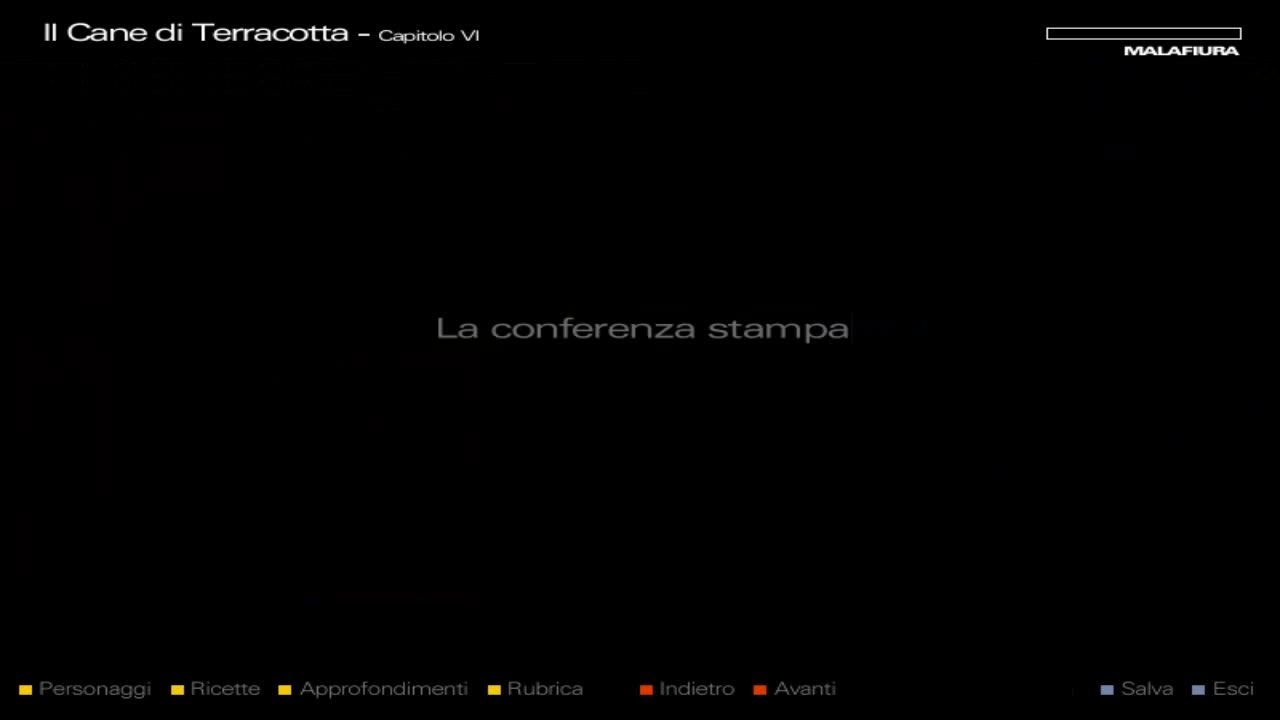 Il Cane di Terracotta - Capitolo VI
MALAFIURA
La conferenza stampa
Personaggi Ricette Approfondimenti Rubrica Indietro Avanti Salva Esci